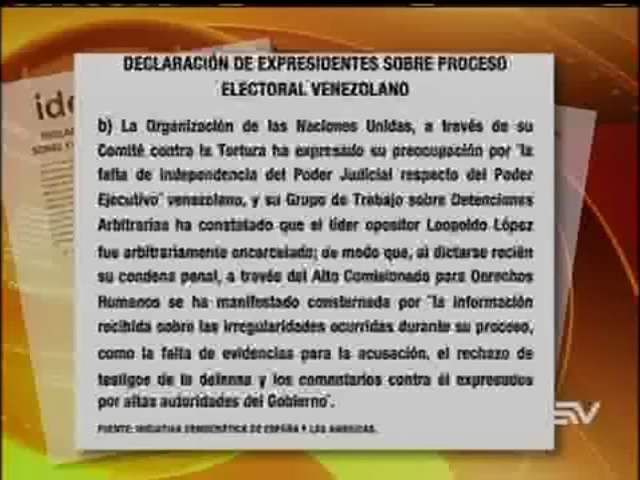 DECLARACIÓN DE EXPRESIDENTES SOBRE PROCESO
ELECTORAL VENEZOLANO
b) La Organización de las Naciones Unidas, a través de su
Comité contra la Tortura ha expresado su preocupación por "la
falta de independencia del Poder Judicial respecto del Poder
Ejecutivo" venezolano, y su Grupo de Trabajo sobre Detenciones
Arbitrarias ha constatado que el líder opositor Leopoldo López
fue arbitrariamente encarcelado; de modo que, al dictarse recién
su condena penal, a través del Alto Comisionado para Derechos
Humanos se ha manifestado consternada por "la información
recibida sobre las irregularidades ocurridas durante su proceso,
como la falta de evidencias para la acusación, el rechazo de
testigos de la defensa y los comentarios contra él expresados
por altas autoridades del Gobierno".
FUENTE: INICIATIVA DEMOCRÁTICA DE ESPAÑA Y LAS AMÉRICAS.